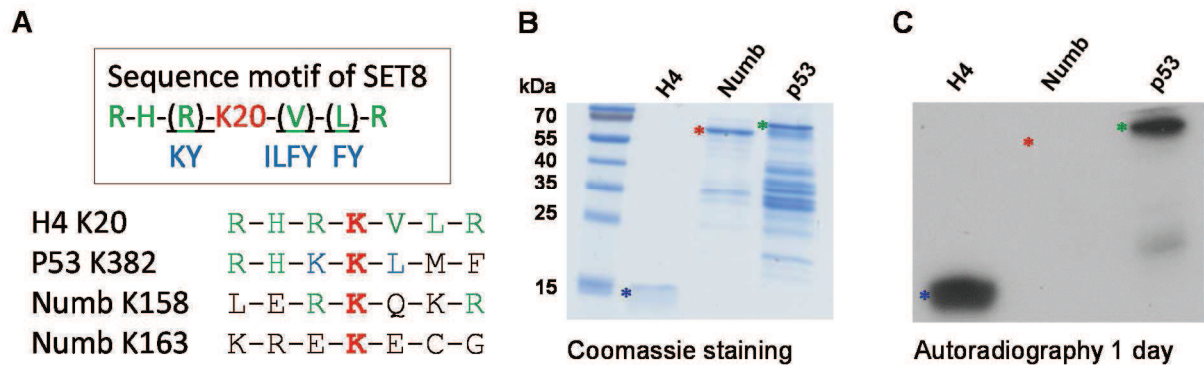 A
Sequence motif of SET8
R-H-(R)-K20-(V)-(L)-R
KY ILFY FY
H4 K20 R-H-R-K-V-L-R
P53 K382 R-H-K-K-L-M-F
Numb K158 L-E-R-K-Q-K-R
Numb K163 K-R-E-K-E-C-G
B
kDa H4 Numb p53
70
55
40
35
25
15
*
*
*
Coomassie staining
C
H4 Numb p53
*
*
*
Autoradiography 1 day